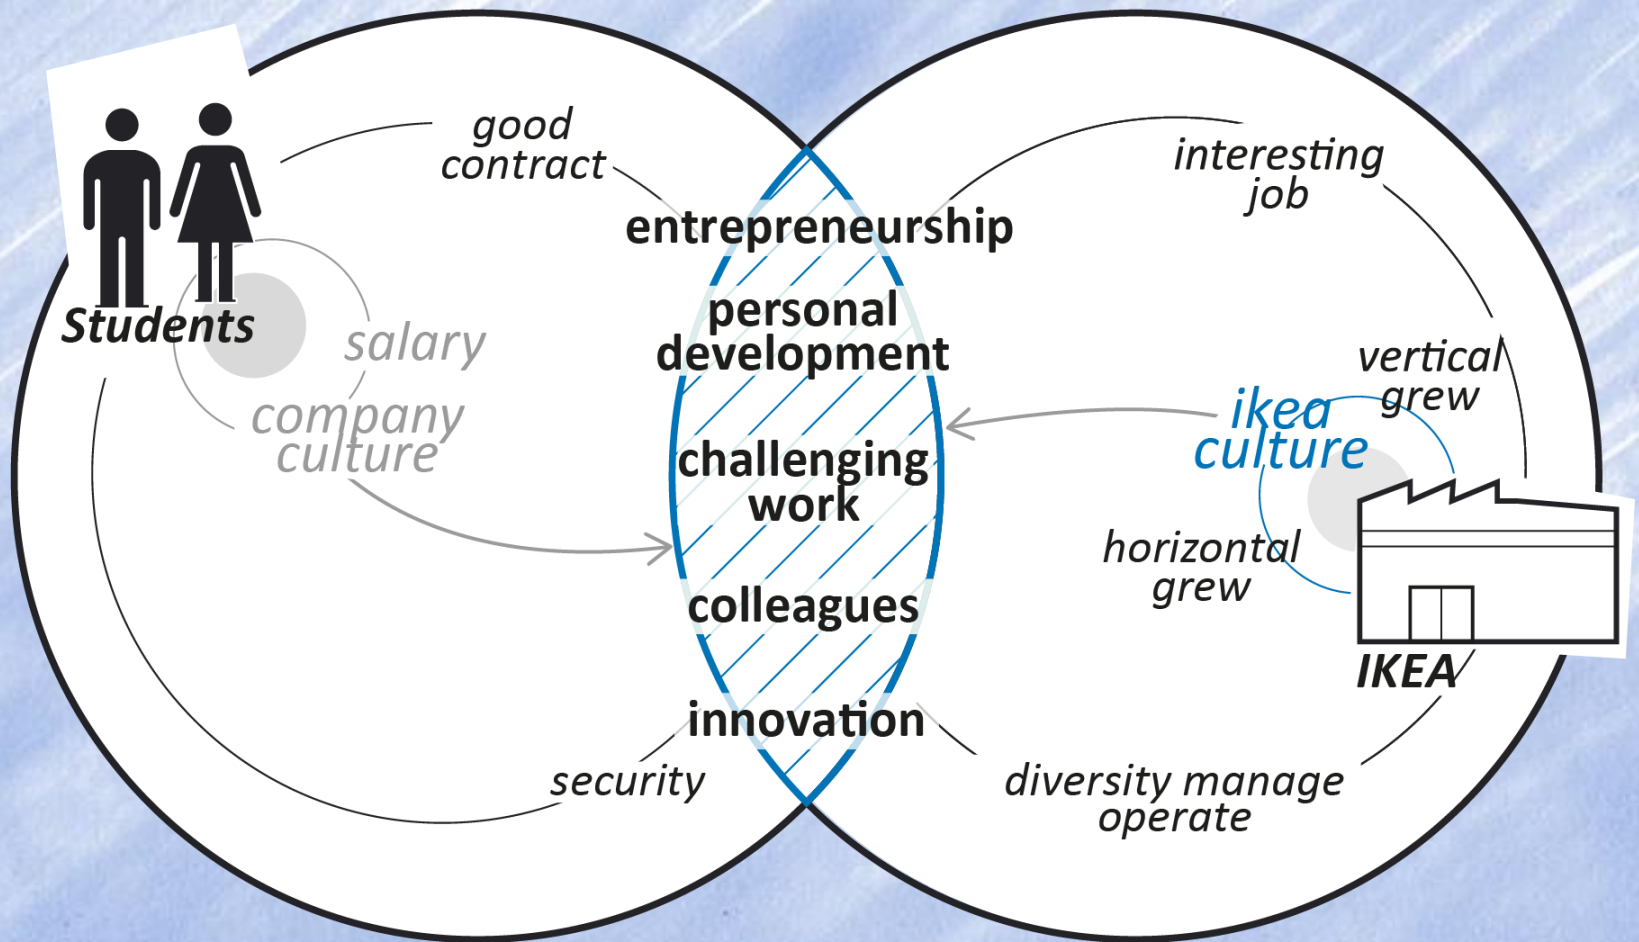 good
contract
Students
salary
company
culture
security
entrepreneurship
personal
development
challenging
work
colleagues
innovation
interesting
job
vertical
grew
ikea
culture
horizontal
grew
IKEA
diversity manage
operate